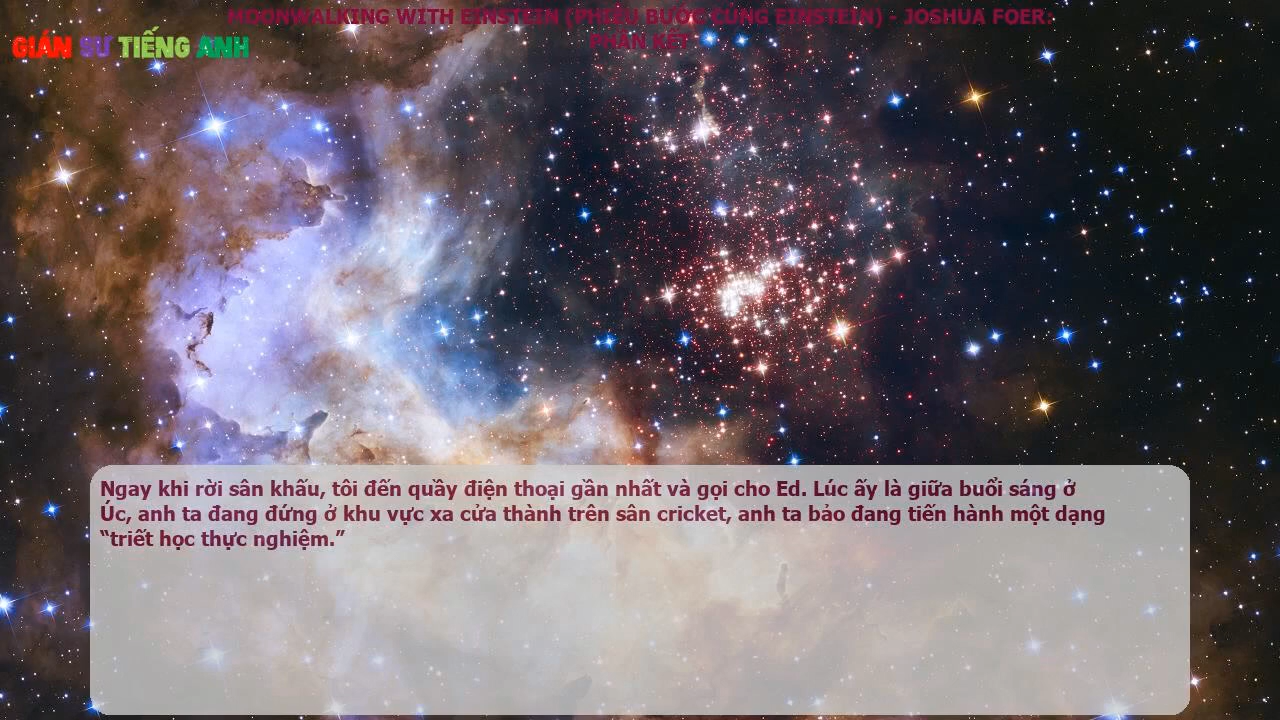 MOONWALKING WITH EINSTEIN (PHIÊU BƯỚC CÙNG EINSTEIN) - JOSHUA FOER:
PHẦN KẾT
GIÁN SƯ TIẾNG ANH
Ngay khi rời sân khấu, tôi đến quầy điện thoại gần nhất và gọi cho Ed. Lúc ấy là giữa buổi sáng ở
Úc, anh ta đang đứng ở khu vực xa cửa thành trên sân cricket, anh ta bảo đang tiến hành một dạng
“triết học thực nghiệm.”